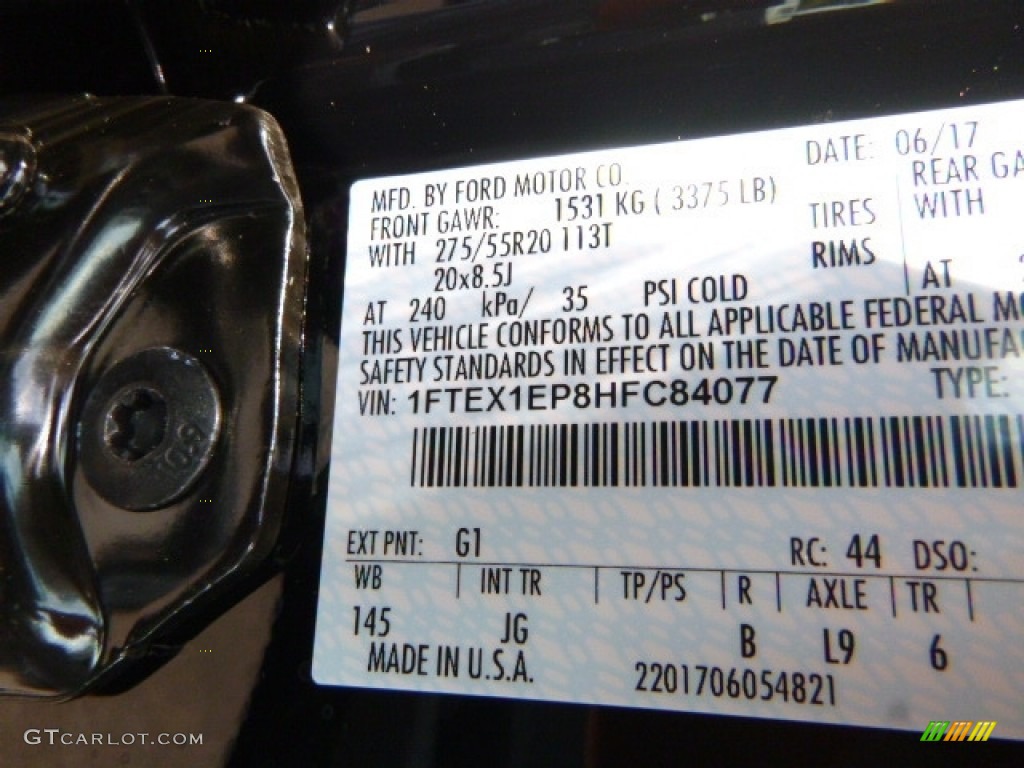 MFD. BY FORD MOTOR CO. DATE: 06/17
FRONT GAWR: 1531 KG ( 3375 LB) REAR GA
WITH 275/55R20 113T TIRES WITH
20x8.5J RIMS
AT 240 kPa/ 35 PSI COLD AT
THIS VEHICLE CONFORMS TO ALL APPLICABLE FEDERAL MO
SAFETY STANDARDS IN EFFECT ON THE DATE OF MANUFA
VIN: 1FTEX1EP8HFC84077 TYPE:
EXT PNT: G1 RC: 44 DSO:
WB INT TR TP/PS R AXLE TR
145 JG B L9 6
MADE IN U.S.A. 2201706054821
GTCARLOT.COM